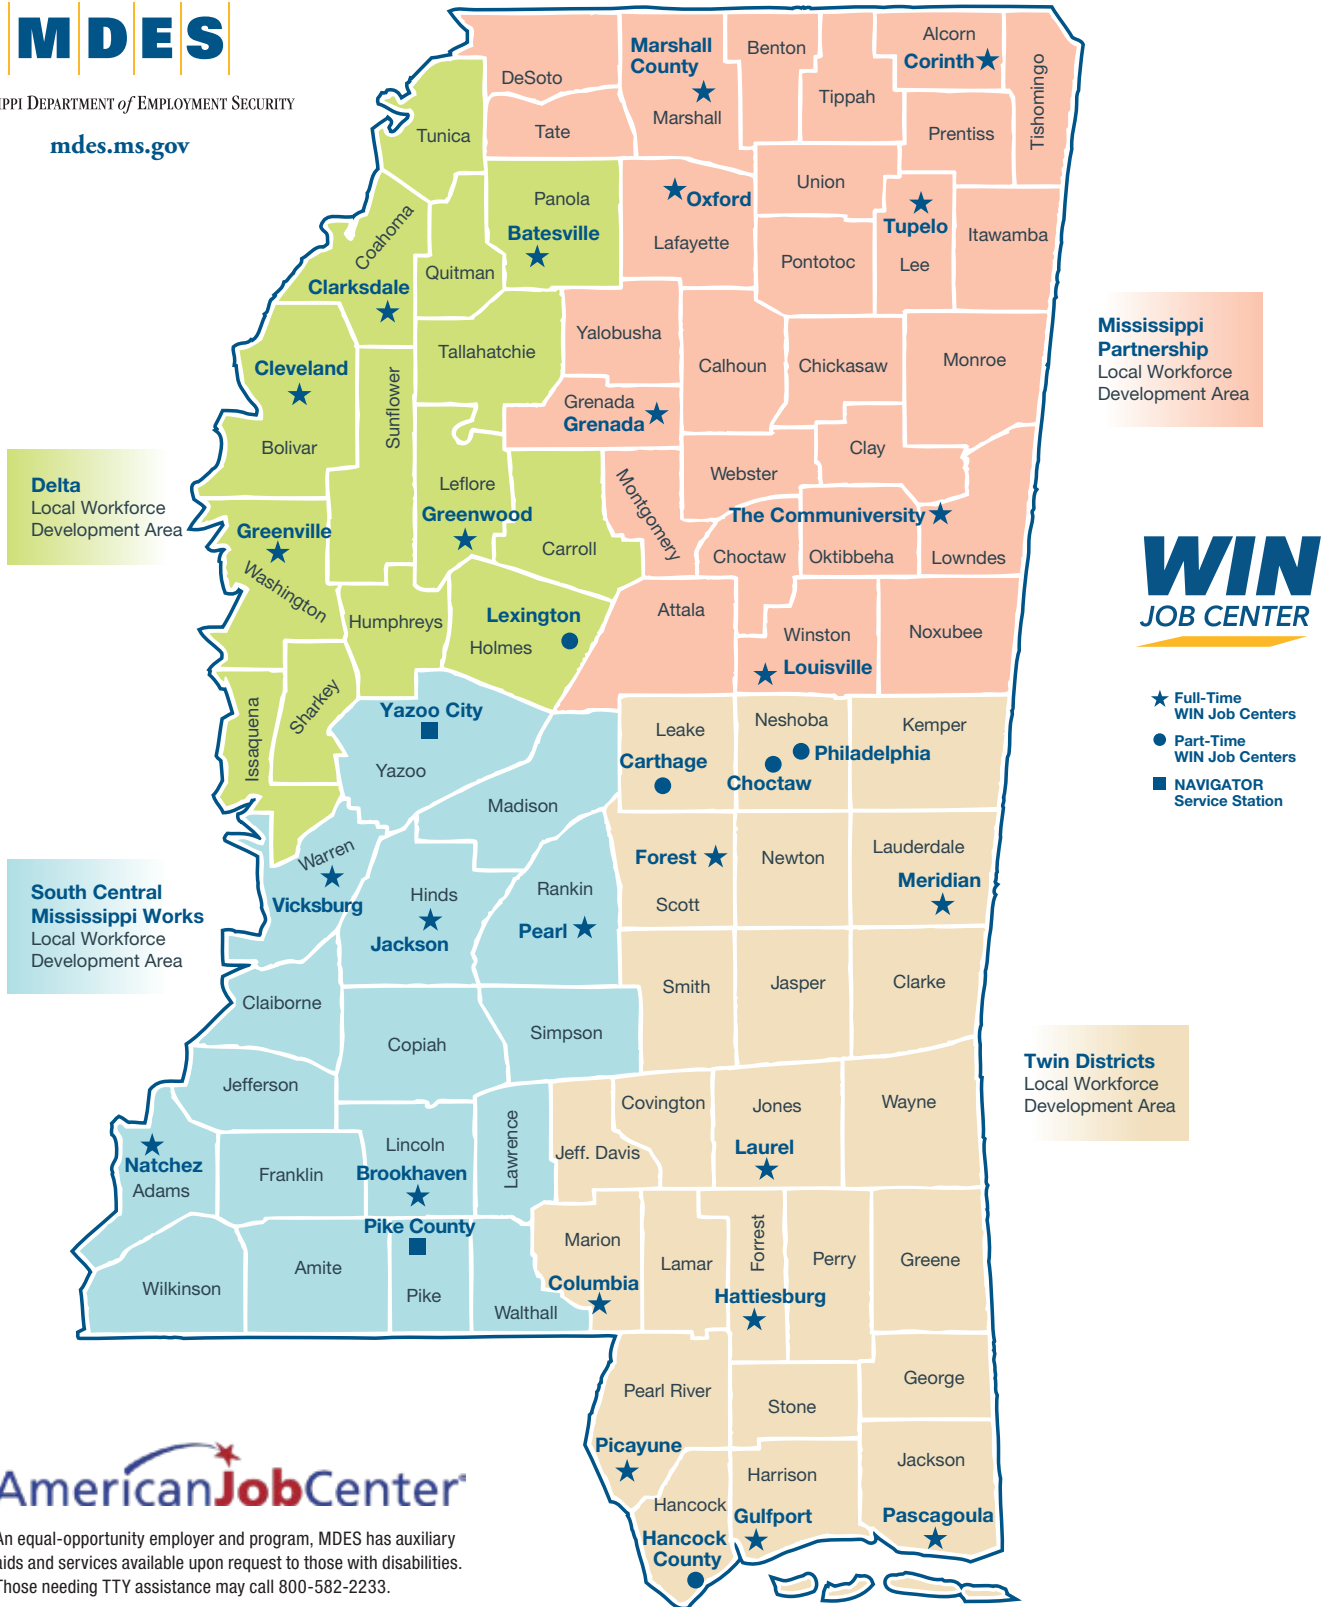 MDES
IPPI DEPARTMENT of EMPLOYMENT SECURITY
mdes.ms.gov
DeSoto
Marshall
County
Marshall
Benton
Tippah
Alcorn
Corinth
Tishomingo
Tunica
Tate
Prentiss
Panola
Batesville
Oxford
Lafayette
Union
Tupelo
Lee
Itawamba
Pontotoc
Coahoma
Clarksdale
Quitman
Tallahatchie
Yalobusha
Calhoun
Chickasaw
Monroe
Cleveland
Bolivar
Sunflower
Grenada
Grenada
Clay
Webster
Leflore
Greenwood
Carroll
Montgomery
The Communiversity
Choctaw
Oktibbeha
Lowndes
Greenville
Washington
Humphreys
Lexington
Holmes
Attala
Winston
Louisville
Noxubee
Issaquena
Sharkey
Yazoo City
Yazoo
Madison
Leake
Carthage
Neshoba
Philadelphia
Choctaw
Kemper
Warren
Vicksburg
Hinds
Jackson
Rankin
Pearl
Forest
Scott
Newton
Lauderdale
Meridian
Claiborne
Copiah
Simpson
Smith
Jasper
Clarke
Jefferson
Natchez
Adams
Franklin
Lincoln
Brookhaven
Lawrence
Jeff. Davis
Covington
Jones
Laurel
Wayne
Wilkinson
Amite
Pike County
Pike
Walthall
Marion
Columbia
Lamar
Forrest
Hattiesburg
Perry
Greene
Pearl River
Picayune
Stone
George
Hancock
Hancock
County
Harrison
Gulfport
Jackson
Pascagoula
Delta
Local Workforce
Development Area
South Central
Mississippi Works
Local Workforce
Development Area
Mississippi
Partnership
Local Workforce
Development Area
Twin Districts
Local Workforce
Development Area
WIN
JOB CENTER
Full-Time
WIN Job Centers
Part-Time
WIN Job Centers
NAVIGATOR
Service Station
AmericanJobCenter
An equal-opportunity employer and program, MDES has auxiliary
aids and services available upon request to those with disabilities.
Those needing TTY assistance may call 800-582-2233.